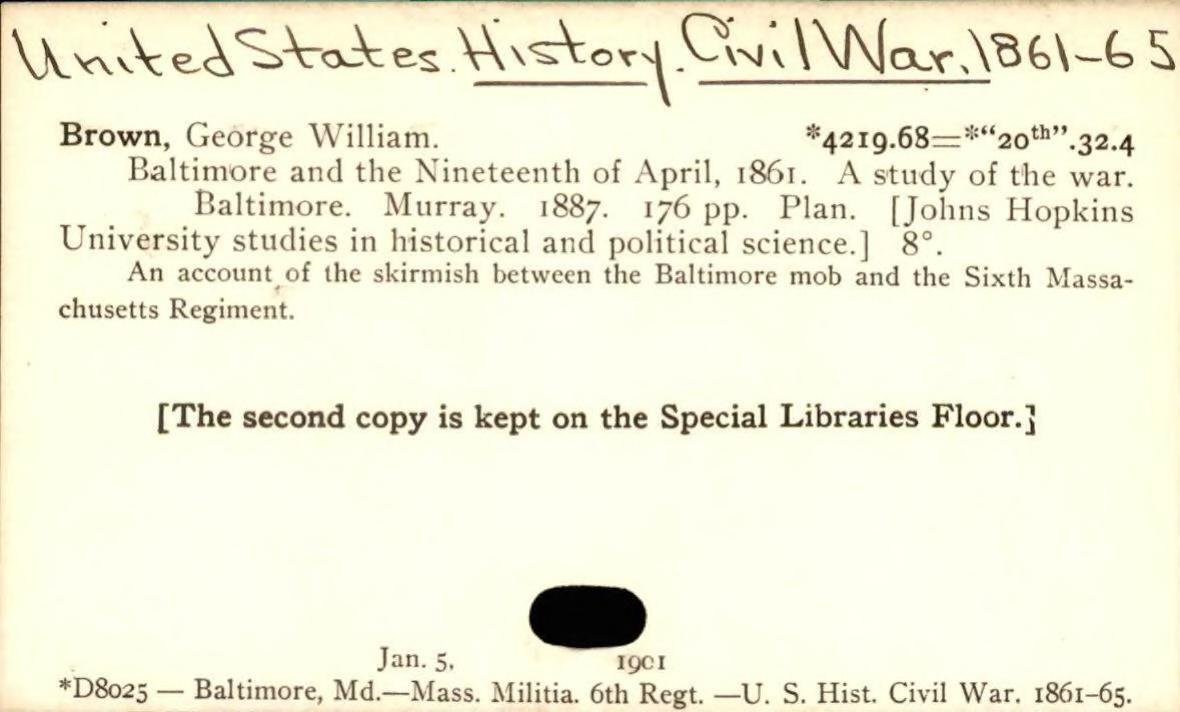 United States. History. Civil War. 1861-65
Brown, George William. *4219.68=*“20th”.32.4
Baltimore and the Nineteenth of April, 1861. A study of the war.
Baltimore. Murray. 1887. 176 pp. Plan. [Johns Hopkins
University studies in historical and political science.] 8°.
An account of the skirmish between the Baltimore mob and the Sixth Massa-
chusetts Regiment.
[The second copy is kept on the Special Libraries Floor.]
Jan. 5, 1901
*D8025 — Baltimore, Md.—Mass. Militia. 6th Regt. —U. S. Hist. Civil War. 1861-65.